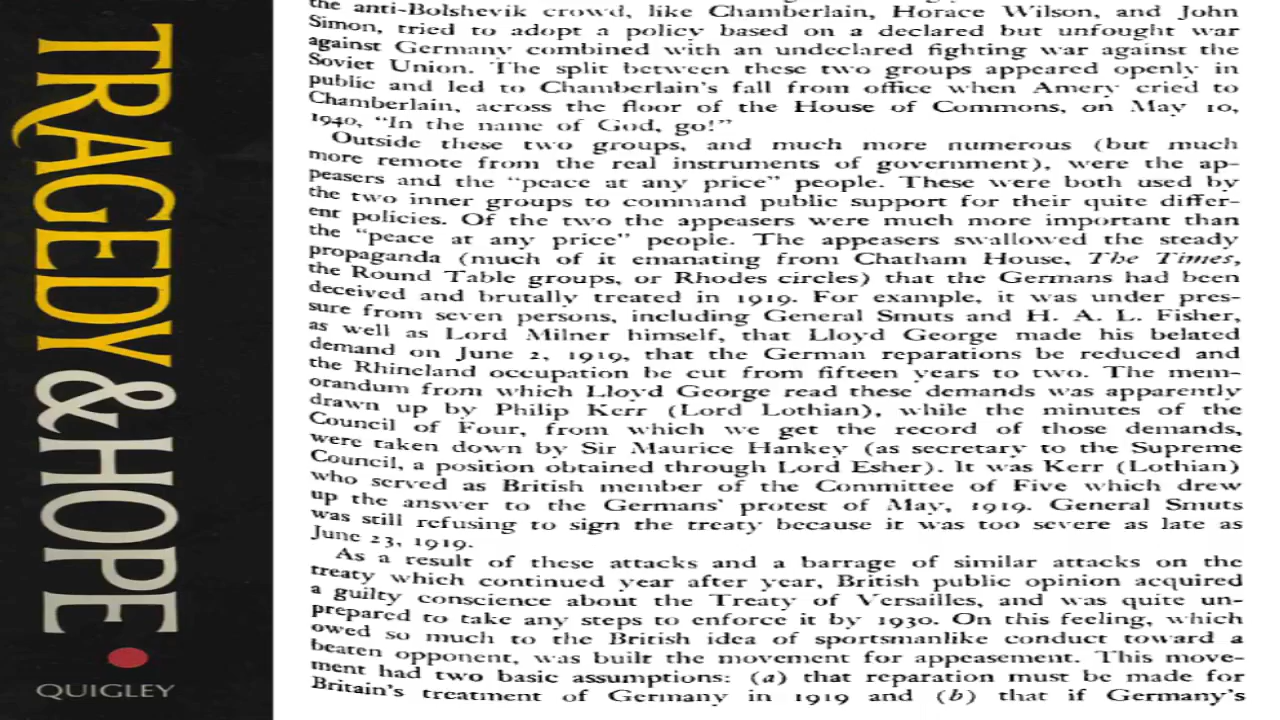 TRAGEDY & HOPE
QUIGLEY
the anti-Bolshevik crowd, like Chamberlain, Horace Wilson, and John
Simon, tried to adopt a policy based on a declared but unfought war
against Germany combined with an undeclared fighting war against the
Soviet Union. The split between these two groups appeared openly in
public and led to Chamberlain's fall from office when Amery cried to
Chamberlain, across the floor of the House of Commons, on May 10,
1940, "In the name of God, go!"
Outside these two groups, and much more numerous (but much
more remote from the real instruments of government), were the ap-
peasers and the "peace at any price" people. These were both used by
the two inner groups to command public support for their quite differ-
ent policies. Of the two the appeasers were much more important than
the "peace at any price" people. The appeasers swallowed the steady
propaganda (much of it emanating from Chatham House, The Times,
the Round Table groups, or Rhodes circles) that the Germans had been
deceived and brutally treated in 1919. For example, it was under pres-
sure from seven persons, including General Smuts and H. A. L. Fisher,
as well as Lord Milner himself, that Lloyd George made his belated
demand on June 2, 1919, that the German reparations be reduced and
the Rhineland occupation be cut from fifteen years to two. The mem-
orandum from which Lloyd George read these demands was apparently
drawn up by Philip Kerr (Lord Lothian), while the minutes of the
Council of Four, from which we get the record of those demands,
were taken down by Sir Maurice Hankey (as secretary to the Supreme
Council, a position obtained through Lord Esher). It was Kerr (Lothian)
who served as British member of the Committee of Five which drew
up the answer to the Germans' protest of May, 1919. General Smuts
was still refusing to sign the treaty because it was too severe as late as
June 23, 1919.
As a result of these attacks and a barrage of similar attacks on the
treaty which continued year after year, British public opinion acquired
a guilty conscience about the Treaty of Versailles, and was quite un-
prepared to take any steps to enforce it by 1930. On this feeling, which
owed so much to the British idea of sportsmanlike conduct toward a
beaten opponent, was built the movement for appeasement. This move-
ment had two basic assumptions: (a) that reparation must be made for
Britain's treatment of Germany in 1919 and (b) that if Germany's